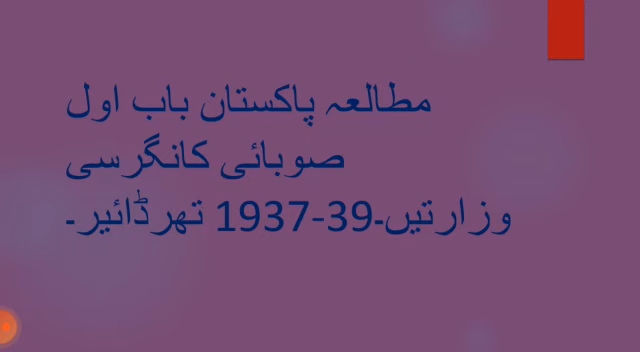 مطالعہ پاکستان باب اول
صوبائی کانگرسی
وزارتیں۔39-1937 تھرڈائیر۔